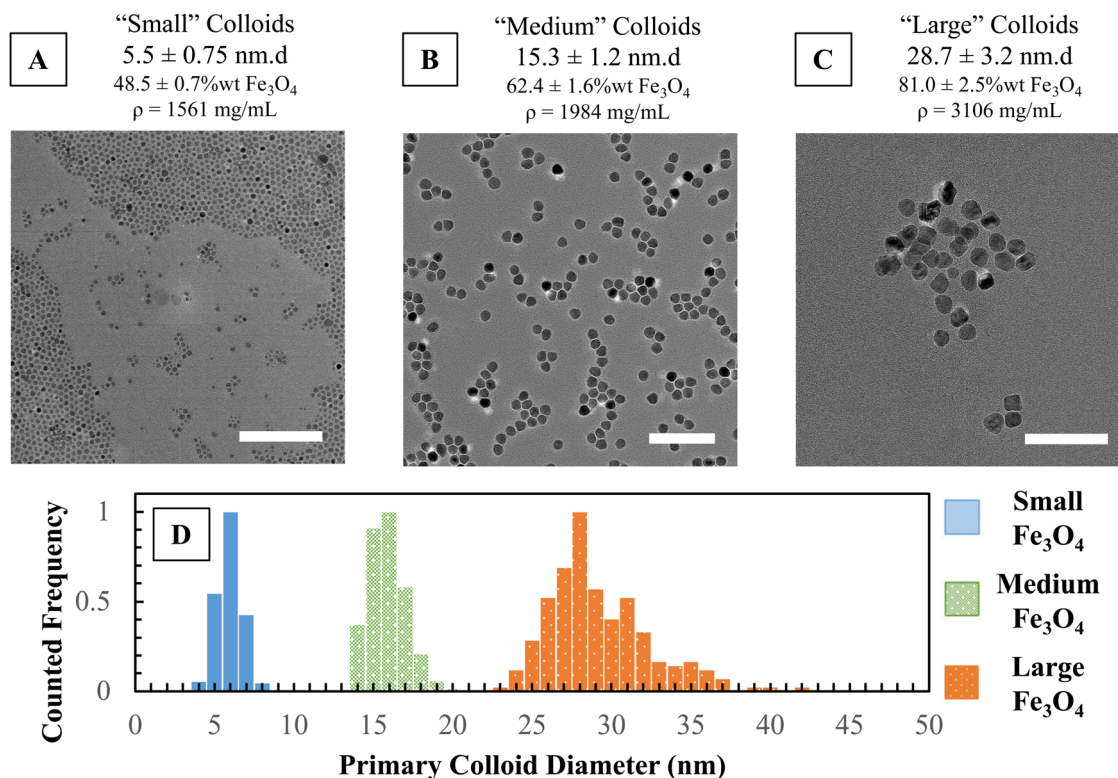 A
“Small” Colloids
5.5 ± 0.75 nm.d
48.5 ± 0.7%wt Fe₃O₄
ρ = 1561 mg/mL
B
“Medium” Colloids
15.3 ± 1.2 nm.d
62.4 ± 1.6%wt Fe₃O₄
ρ = 1984 mg/mL
C
“Large” Colloids
28.7 ± 3.2 nm.d
81.0 ± 2.5%wt Fe₃O₄
ρ = 3106 mg/mL
D
Counted Frequency
1
0.5
0
0 5 10 15 20 25 30 35 40 45 50
Primary Colloid Diameter (nm)
Small
Fe₃O₄
Medium
Fe₃O₄
Large
Fe₃O₄